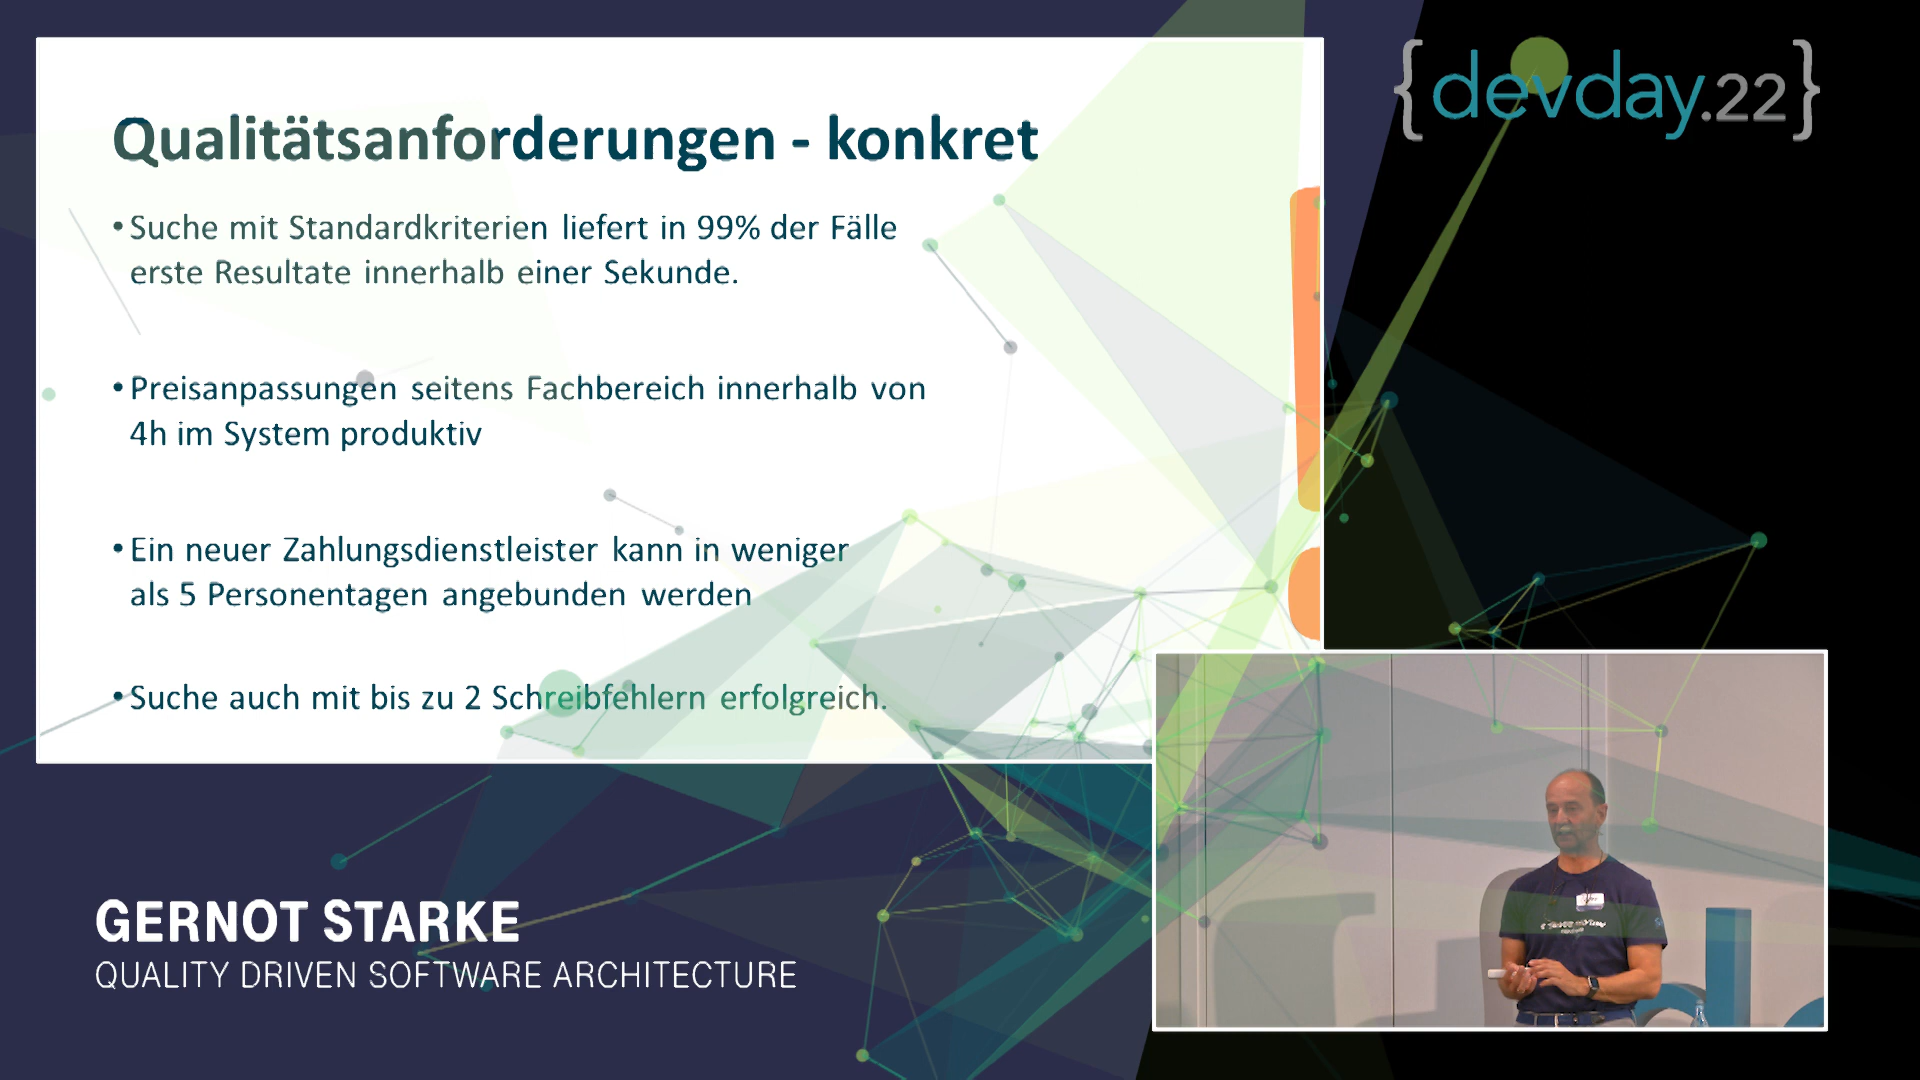 Qualitätsanforderungen - konkret
• Suche mit Standardkriterien liefert in 99% der Fälle
erste Resultate innerhalb einer Sekunde.
• Preisanpassungen seitens Fachbereich innerhalb von
4h im System produktiv
• Ein neuer Zahlungsdienstleister kann in weniger
als 5 Personentagen angebunden werden
• Suche auch mit bis zu 2 Schreibfehlern erfolgreich.
{devday.22}
GERNOT STARKE
QUALITY DRIVEN SOFTWARE ARCHITECTURE